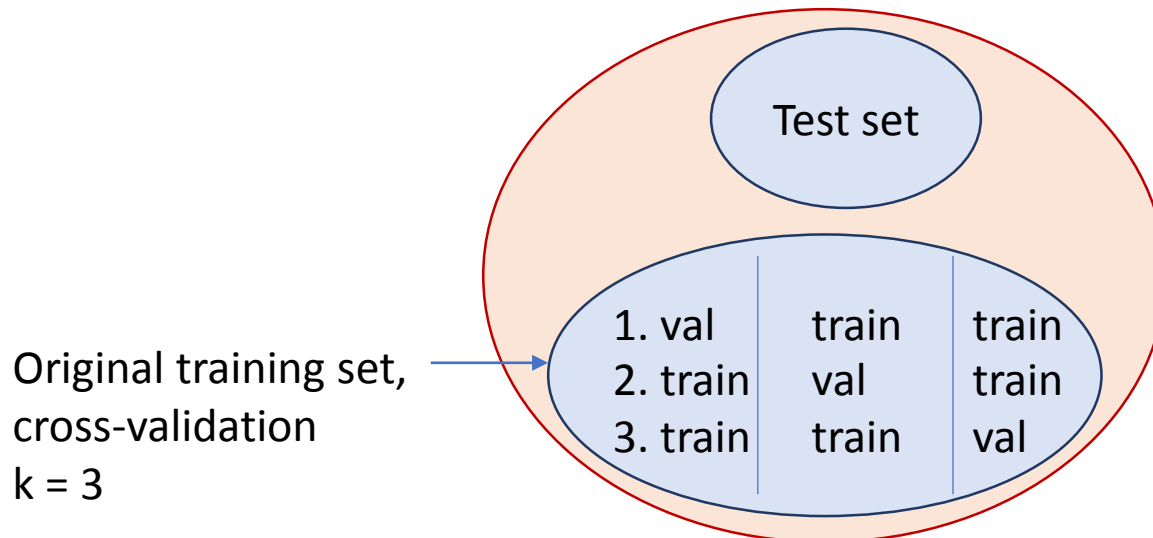 Test set
1. val train train
2. train val train
3. train train val
Original training set,
cross-validation
k = 3